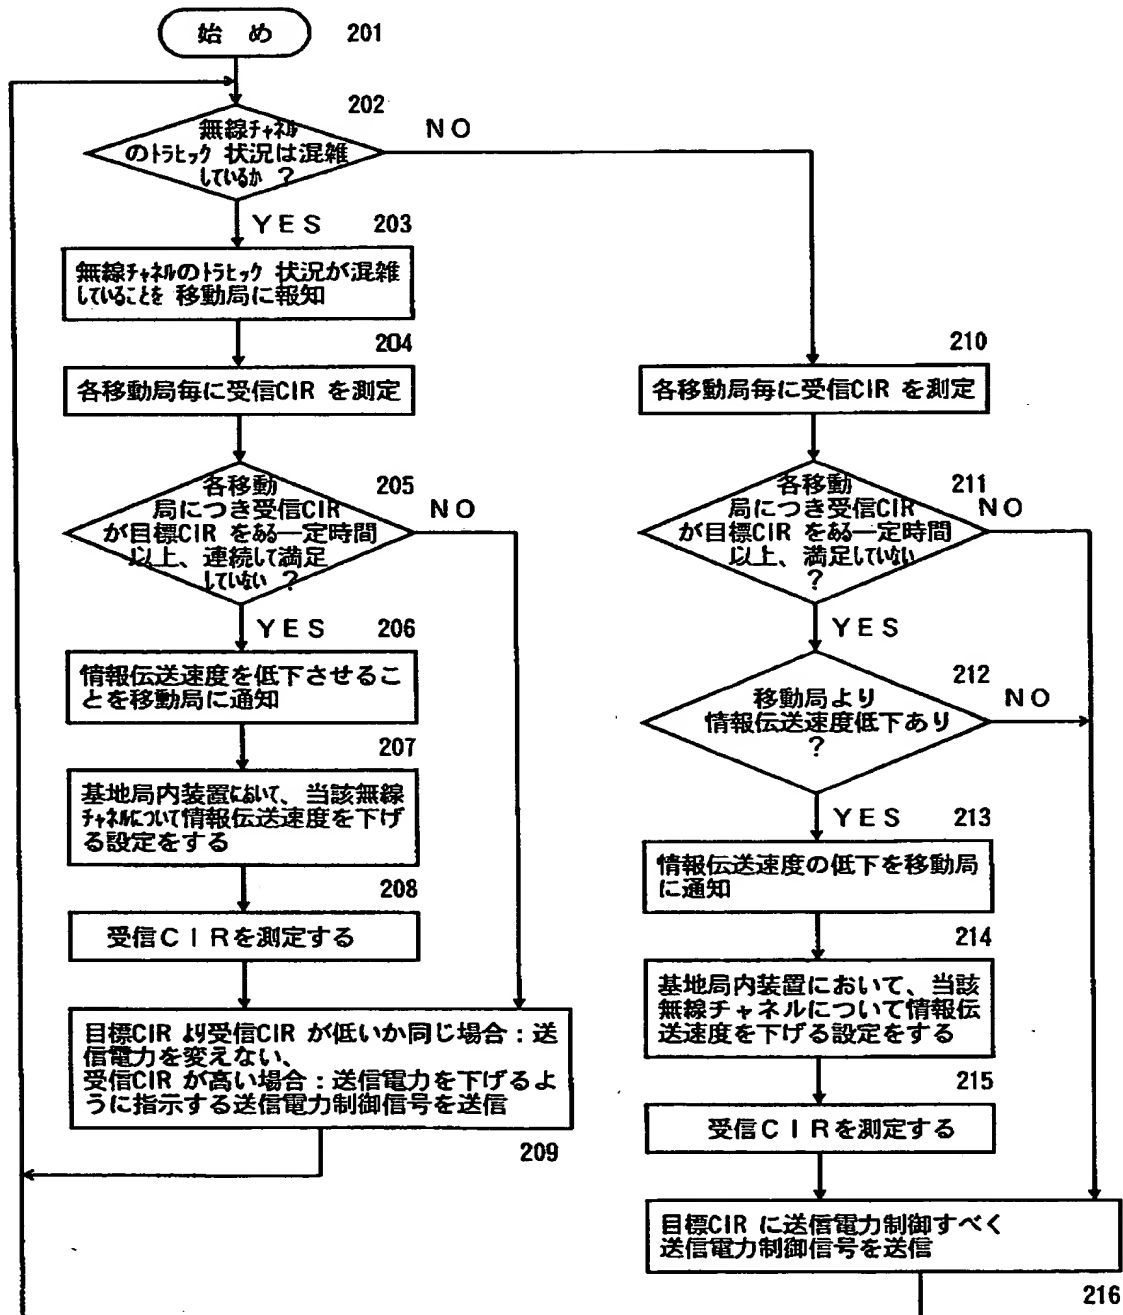 始 め
201
202
無線チャネル
のトラヒック 状況は混雑
しているか ?
NO
YES
203
無線チャネルのトラヒック 状況が混雑
していることを 移動局に報知
204
各移動局毎に受信CIR を測定
205
各移動
局につき受信CIR
が目標CIR をある一定時間
以上、連続して満足
していない ?
NO
YES
206
情報伝送速度を低下させるこ
とを移動局に通知
207
基地局内装置において、当該無線
チャネルについて情報伝送速度を下げ
る設定をする
208
受信CIRを測定する
目標CIR より受信CIR が低いか同じ場合:送
信電力を変えない、
受信CIR が高い場合:送信電力を下げるよ
うに指示する送信電力制御信号を送信
209
210
各移動局毎に受信CIR を測定
211
各移動
局につき受信CIR
が目標CIR をある一定時間
以上、満足していない
?
NO
YES
212
移動局より
情報伝送速度低下あり
?
NO
YES
213
情報伝送速度の低下を移動局
に通知
214
基地局内装置において、当該
無線チャネルについて情報伝
送速度を下げる設定をする
215
受信CIRを測定する
目標CIR に送信電力制御すべく
送信電力制御信号を送信
216